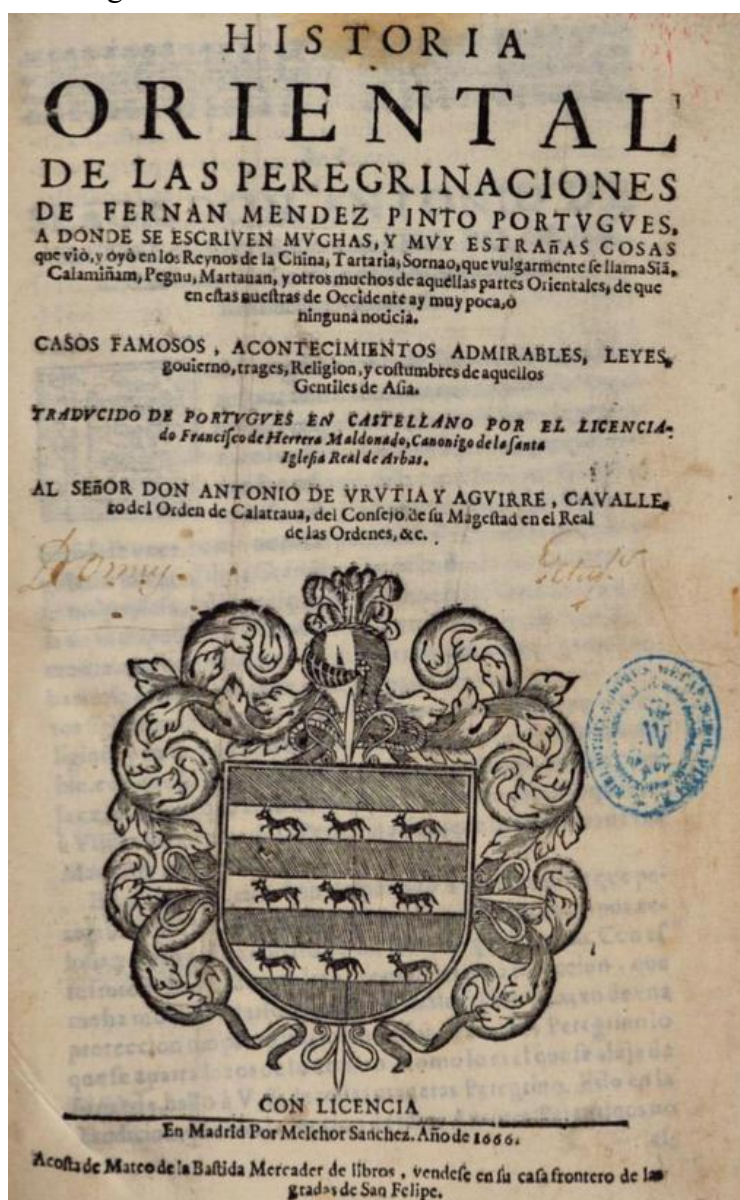 HISTORIA
ORIENTAL
DE LAS PEREGRINACIONES
DE FERNAN MENDEZ PINTO PORTVGVES,
A DONDE SE ESCRIVEN MVCHAS, Y MVY ESTRAñAS COSAS
que viò, y oyò en los Reynos de la China, Tartaria, Sornao, que vulgarmente se llama Siā,
Calamiñam, Peguu, Martauan, y otros muchos de aquellas partes Orientales, de que
en estas nuestras de Occidente ay muy poca, ò
ninguna noticia.
CASOS FAMOSOS, ACONTECIMIENTOS ADMIRABLES, LEYES,
gouierno, trages, Religion, y costumbres de aquellos
Gentiles de Asia.
TRADVCIDO DE PORTVGVES EN CASTELLANO POR EL LICENCIA-
do Francisco de Herrera Maldonado, Canonigo de la santa
Iglesia Real de Arbas.
AL SEñOR DON ANTONIO DE VRVTIA Y AGVIRRE, CAVALLE,
ro del Orden de Calatraua, del Consejo de su Magestad en el Real
de las Ordenes, &c.
CON LICENCIA
En Madrid Por Melchor Sanchez. Año de 1666.
Acosta de Mateo de la Bastida Mercader de libros, vendese en su casa frontero de las
gradas de San Felipe.